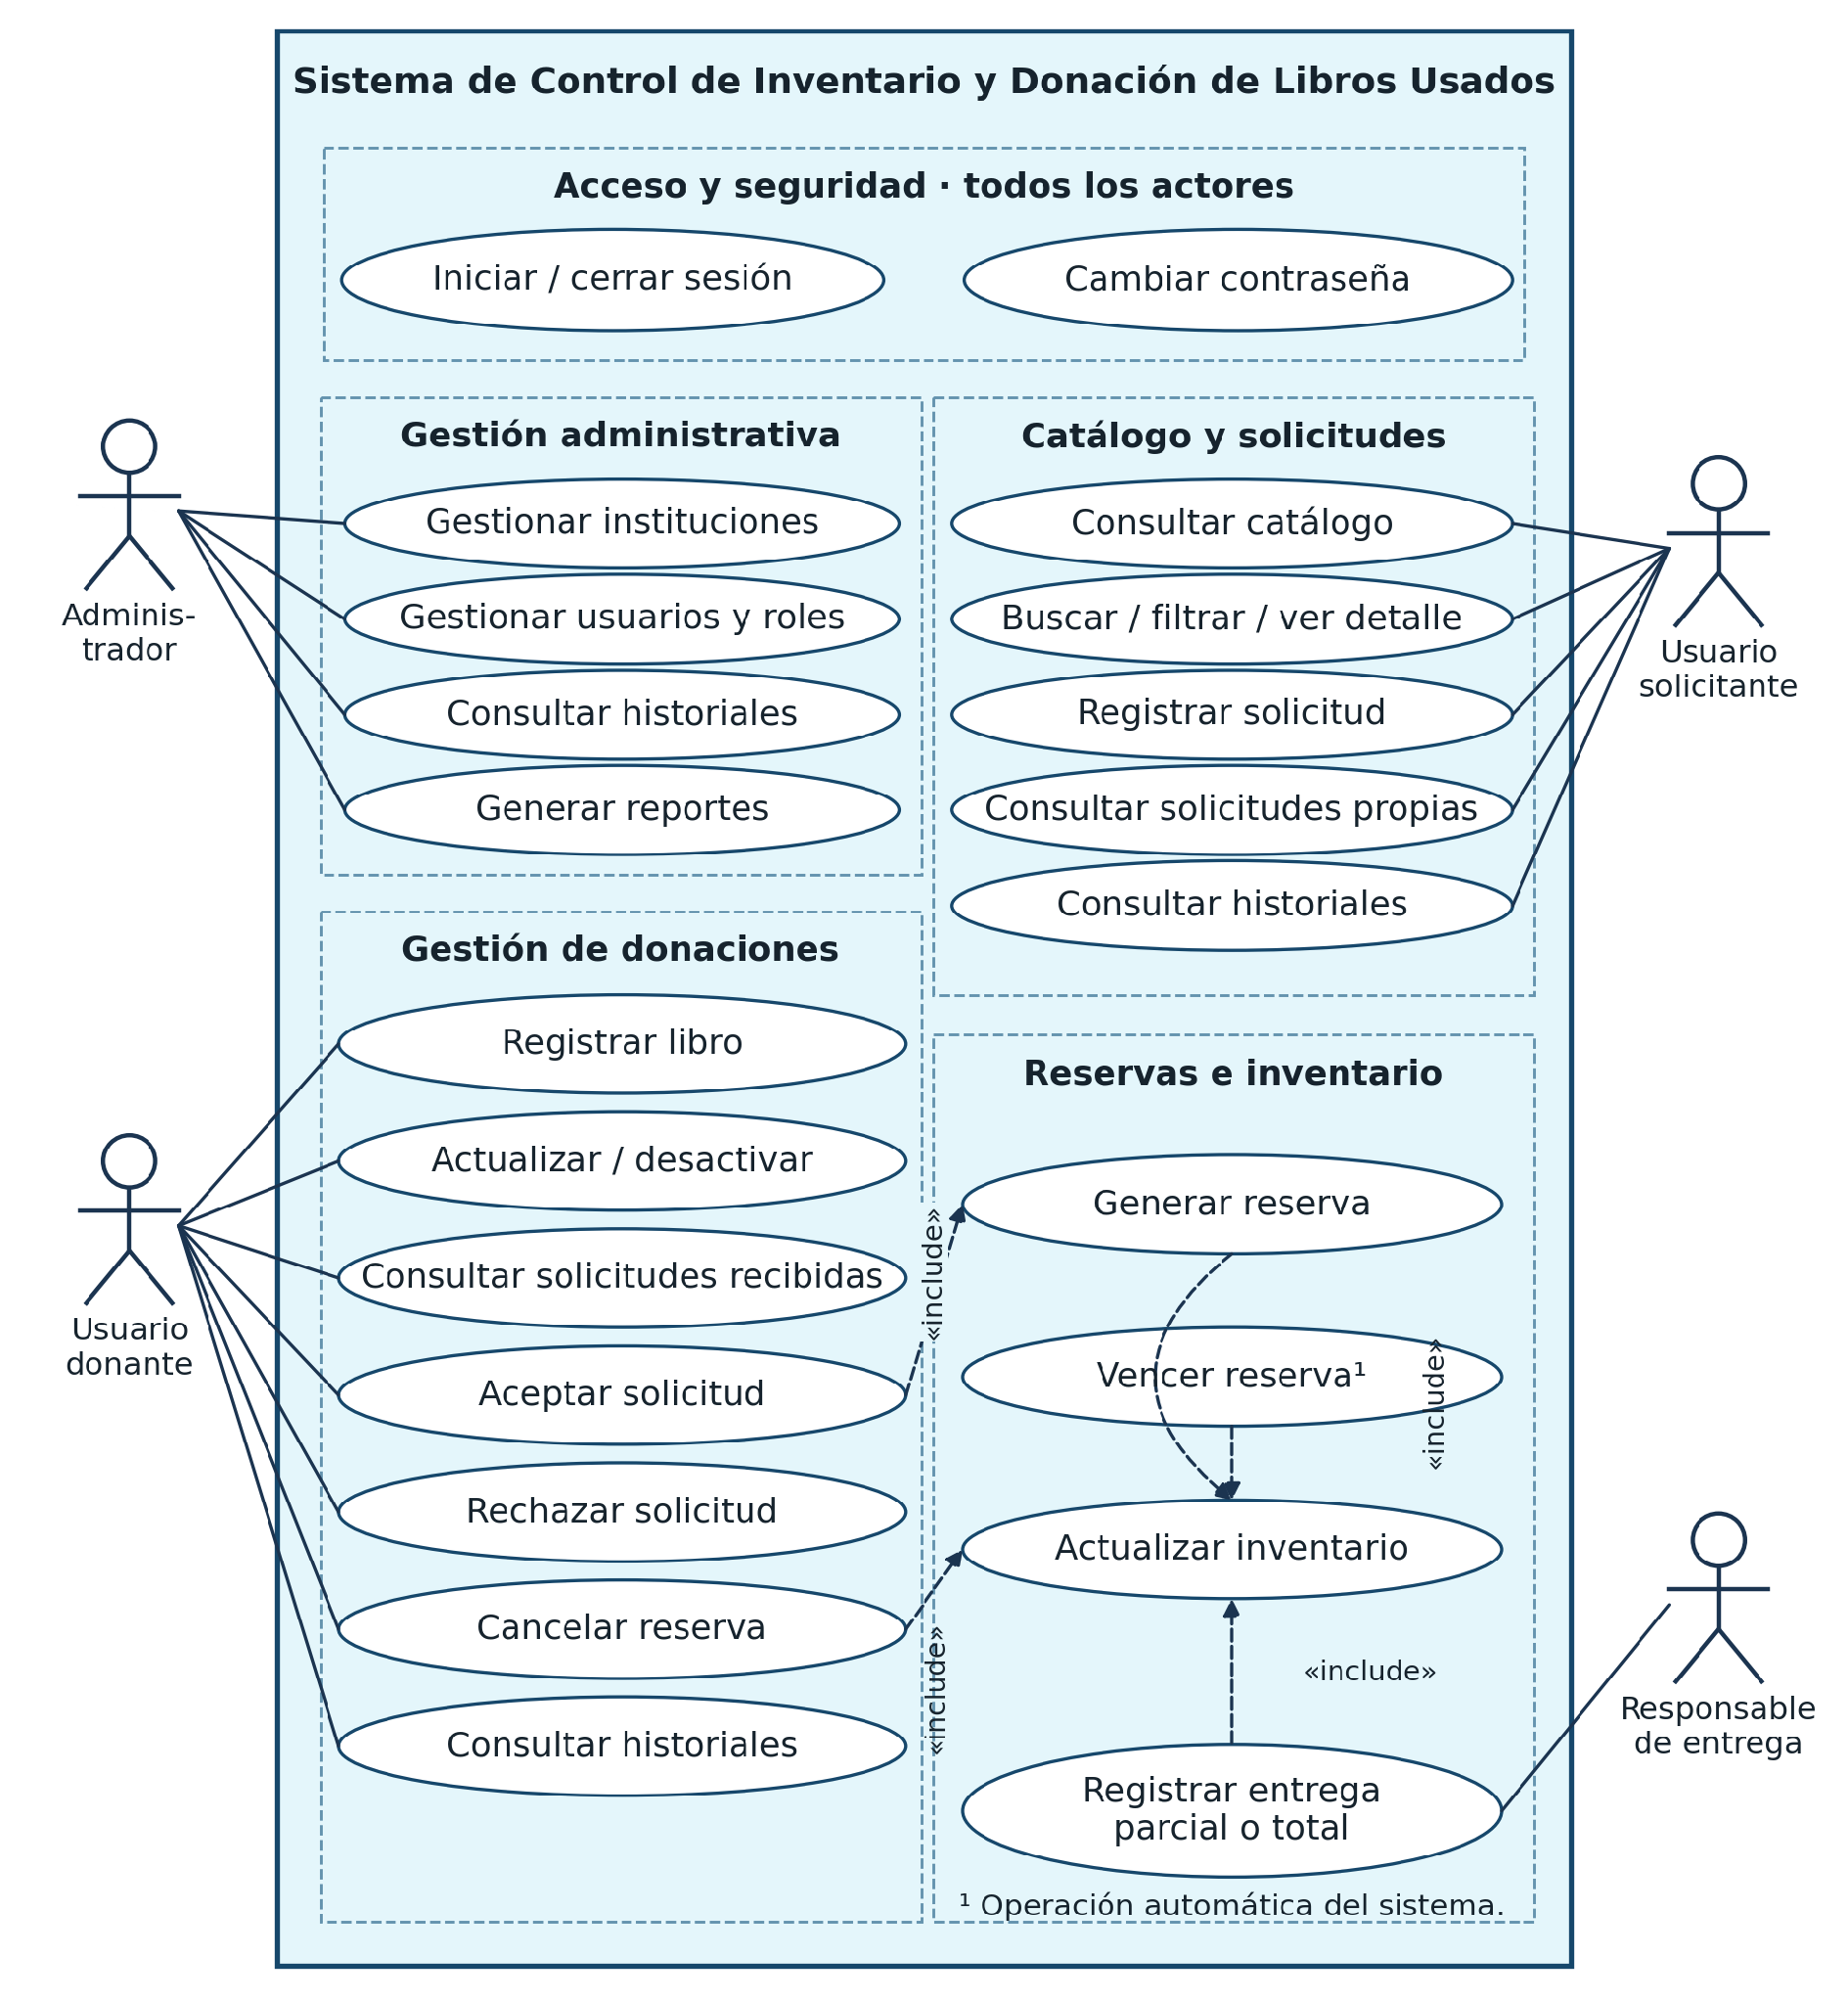 Sistema de Control de Inventario y Donación de Libros Usados
Acceso y seguridad · todos los actores
Iniciar / cerrar sesión
Cambiar contraseña
Gestión administrativa
Gestionar instituciones
Gestionar usuarios y roles
Consultar historiales
Generar reportes
Catálogo y solicitudes
Consultar catálogo
Buscar / filtrar / ver detalle
Registrar solicitud
Consultar solicitudes propias
Consultar historiales
Adminis-
trador
Usuario
solicitante
Gestión de donaciones
Registrar libro
Actualizar / desactivar
Consultar solicitudes recibidas
Aceptar solicitud
Rechazar solicitud
Cancelar reserva
Consultar historiales
Usuario
donante
«include»
«include»
Reservas e inventario
Generar reserva
Vencer reserva¹
«include»
Actualizar inventario
«include»
Registrar entrega
parcial o total
¹ Operación automática del sistema.
Responsable
de entrega